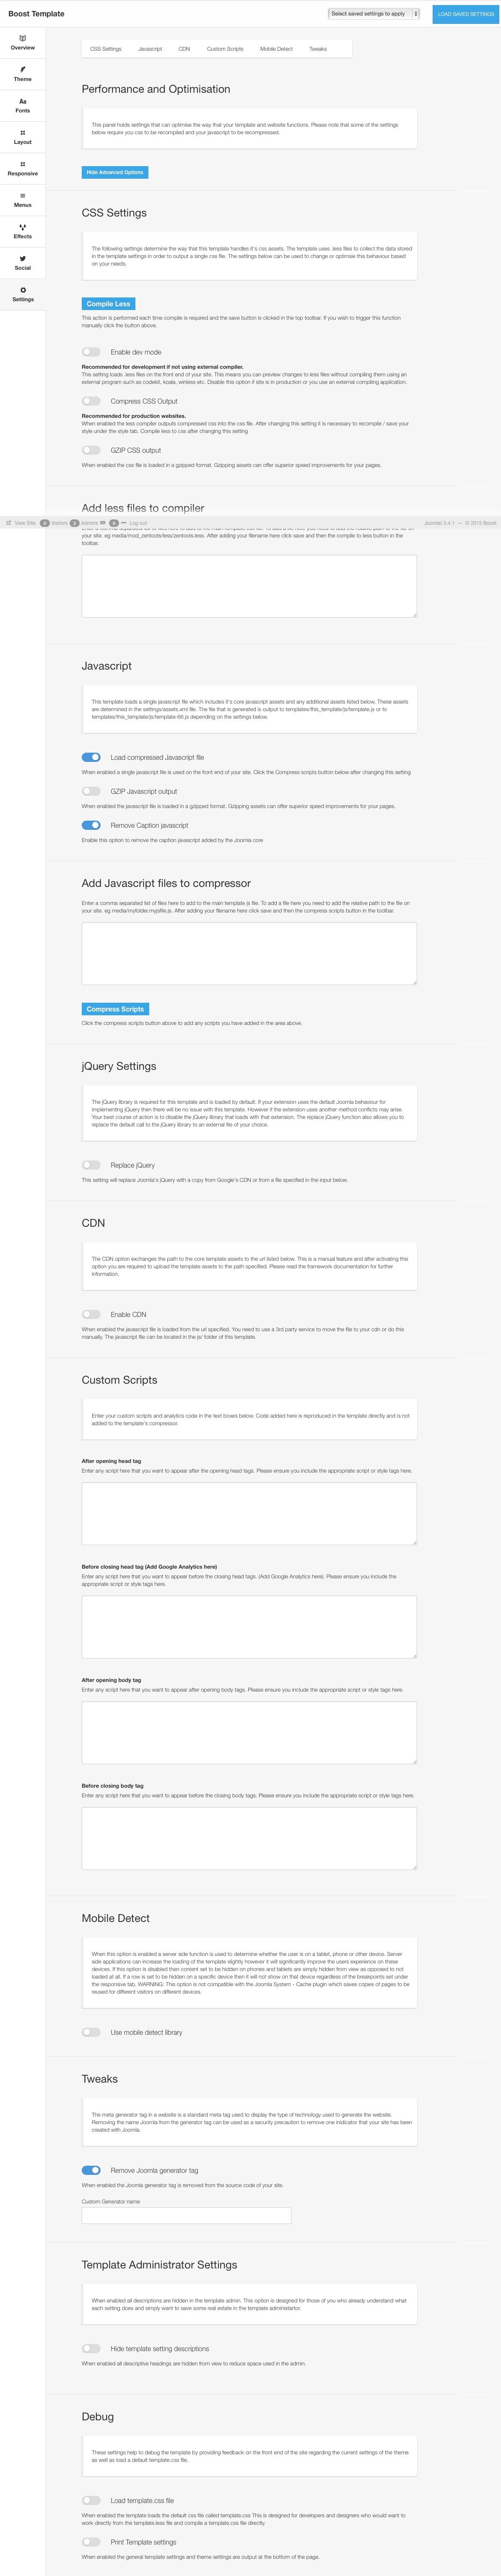 Boost Template
Select saved settings to apply
LOAD SAVED SETTINGS
Overview
Theme
Aa
Fonts
Layout
Responsive
Menus
Effects
Social
Settings
CSS Settings Javascript CDN Custom Scripts Mobile Detect Tweaks
Performance and Optimisation
This panel holds settings that can optimise the way that your template and website functions. Please note that some of the settings
below require you css to be recompiled and your javascript to be recompressed.
Hide Advanced Options
CSS Settings
The following settings determine the way that this template handles it's css assets. The template uses .less files to collect the data stored
in the template settings in order to output a single css file. The settings below can be used to change or optimise this behaviour based
on your needs.
Compile Less
This action is performed each time compile is required and the save button is clicked in the top toolbar. If you wish to trigger this function
manually click the button above.
Enable dev mode
Recommended for development if not using external compiler.
This setting loads .less files on the front end of your site. This means you can preview changes to less files without compiling them using an
external program such as codekit, koala, winless etc. Disable this option if site is in production or you use an external compiling application.
Compress CSS Output
Recommended for production websites.
When enabled the less compiler outputs compressed css into the css file. After changing this setting it is necessary to recompile / save your
style under the style tab. Compile less to css after changing this setting
GZIP CSS output
When enabled the css file is loaded in a gzipped format. Gzipping assets can offer superior speed improvements for your pages.
Add less files to compiler
View Site 0 Visitors 2 Admins 0 Log out
Joomla! 3.4.1 — © 2015 Boost
your site. eg media/mod_zentools/less/zentools.less. After adding your filename here click save and then the compile to less button in the
toolbar.
Javascript
This template loads a single javascript file which includes it's core javascript assets and any additional assets listed below. These assets
are determined in the settings/assets.xml file. The file that is generated is output to templates/this_template/js/template.js or to
templates/this_template/js/template-66.js depending on the settings below.
Load compressed Javascript file
When enabled a single javascript file is used on the front end of your site. Click the Compress scripts button below after changing this setting
GZIP Javascript output
When enabled the javascript file is loaded in a gzipped format. Gzipping assets can offer superior speed improvements for your pages.
Remove Caption javascript
Enable this option to remove the caption javascript added by the Joomla core
Add Javascript files to compressor
Enter a comma separated list of files here to add to the main template js file. To add a file here you need to add the relative path to the file on
your site. eg media/myfolder.mysfile.js. After adding your filename here click save and then the compress scripts button in the toolbar.
Compress Scripts
Click the compress scripts button above to add any scripts you have added in the area above.
jQuery Settings
The jQuery library is required for this template and is loaded by default. If your extension uses the default Joomla behaviour for
implementing jQuery then there will be no issue with this template. However if the extension uses another method conflicts may arise.
Your best course of action is to disable the jQuery library that loads with that extension. The replace jQuery function also allows you to
replace the default call to the jQuery library to an external file of your choice.
Replace jQuery
This setting will replace Joomla's jQuery with a copy from Google's CDN or from a file specified in the input below.
CDN
The CDN option exchanges the path to the core template assets to the url listed below. This is a manual feature and after activating this
option you are required to upload the template assets to the path specified. Please read the framework documentation for further
information.
Enable CDN
When enabled the javascript file is loaded from the url specified. You need to use a 3rd party service to move the file to your cdn or do this
manually. The javascript file can be located in the js/ folder of this template.
Custom Scripts
Enter your custom scripts and analytics code in the text boxes below. Code added here is reproduced in the template directly and is not
added to the template's compressor.
After opening head tag
Enter any script here that you want to appear after the opening head tags. Please ensure you include the appropriate script or style tags here.
Before closing head tag (Add Google Analytics here)
Enter any script here that you want to appear before the closing head tags. (Add Google Analytics here). Please ensure you include the
appropriate script or style tags here.
After opening body tag
Enter any script here that you want to appear after opening body tags. Please ensure you include the appropriate script or style tags here.
Before closing body tag
Enter any script here that you want to appear before the closing body tags. Please ensure you include the appropriate script or style tags here.
Mobile Detect
When this option is enabled a server side function is used to determine whether the user is on a tablet, phone or other device. Server
side applications can increase the loading of the template slightly however it will significantly improve the users experience on these
devices. If this option is disabled then content set to be hidden on phones and tablets are simply hidden from view as opposed to not
loaded at all. If a row is set to be hidden on a specific device then it will not show on that device regardless of the breakpoints set under
the responsive tab. WARNING: This option is not compatible with the Joomla System - Cache plugin which saves copies of pages to be
reused for different visitors on different devices.
Use mobile detect library
Tweaks
The meta generator tag in a website is a standard meta tag used to display the type of technology used to generate the website.
Removing the name Joomla from the generator tag can be used as a security precaution to remove one indicator that your site has been
created with Joomla.
Remove Joomla generator tag
When enabled the Joomla generator tag is removed from the source code of your site.
Custom Generator name
Template Administrator Settings
When enabled all descriptions are hidden in the template admin. This option is designed for those of you who already understand what
each setting does and simply want to save some real estate in the template administartor.
Hide template setting descriptions
When enabled all descriptive headings are hidden from view to reduce space used in the admin.
Debug
These settings help to debug the template by providing feedback on the front end of the site regarding the current settings of the theme
as well as load a default template.css file.
Load template.css file
When enabled the template loads the default css file called template.css This is designed for developers and designers who would want to
work directly from the template.less file and compile a template.css file directly.
Print Template settings
When enabled the general template settings and theme settings are output at the bottom of the page.